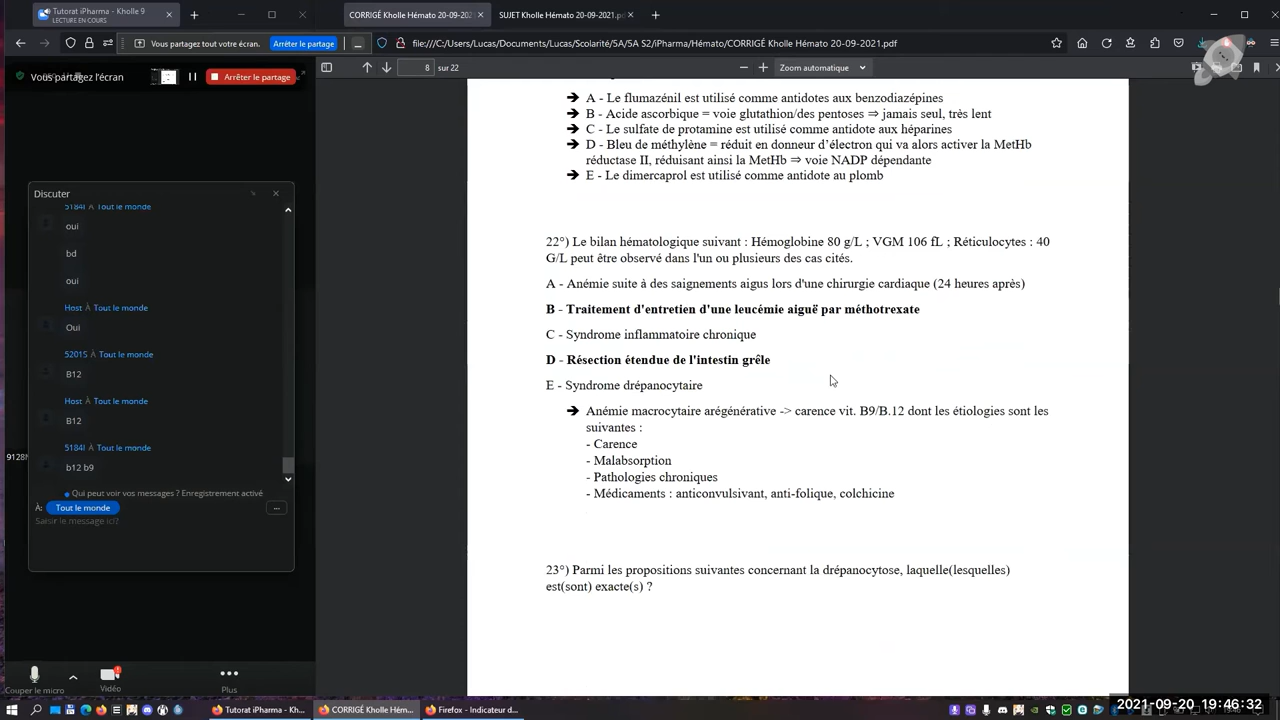 Tutorat iPharma - Kholle 9
LECTURE EN COURS
CORRIGÉ Kholle Hémato 20-09-2021
SUJET Kholle Hémato 20-09-2021.pd
Vous partagez tout écran.
Arrêter le partage
...
file:///C:/Users/Lucas/Documents/Lucas/Scolarité/5A/5A S2/iPharma/Hémato/CORRIGÉ Kholle Hémato 20-09-2021.pdf
8
sur 22
Zoom automatique
Vous partagez l'écran
Arrêter le partage
Discuter
5184I À Tout le monde
oui
bd
oui
Host À Tout le monde
Oui
5201S À Tout le monde
B12
Host À Tout le monde
B12
5184I À Tout le monde
b12 b9
9128N
Qui peut voir vos messages ? Enregistrement activé
À: Tout le monde
...
Saisir le message ici?
Couper le micro
Vidéo
Plus
➔ A - Le flumazénil est utilisé comme antidotes aux benzodiazépines
➔ B - Acide ascorbique = voie glutathion/des pentoses ⇒ jamais seul, très lent
➔ C - Le sulfate de protamine est utilisé comme antidote aux héparines
➔ D - Bleu de méthylène = réduit en donneur d'électron qui va alors activer la MetHb
réductase II, réduisant ainsi la MetHb ⇒ voie NADP dépendante
➔ E - Le dimercaprol est utilisé comme antidote au plomb
22°) Le bilan hématologique suivant : Hémoglobine 80 g/L ; VGM 106 fL ; Réticulocytes : 40
G/L peut être observé dans l'un ou plusieurs des cas cités.
A - Anémie suite à des saignements aigus lors d'une chirurgie cardiaque (24 heures après)
B - Traitement d'entretien d'une leucémie aiguë par méthotrexate
C - Syndrome inflammatoire chronique
D - Résection étendue de l'intestin grêle
E - Syndrome drépanocytaire
➔ Anémie macrocytaire arégénérative -> carence vit. B9/B.12 dont les étiologies sont les
suivantes :
- Carence
- Malabsorption
- Pathologies chroniques
- Médicaments : anticonvulsivant, anti-folique, colchicine
23°) Parmi les propositions suivantes concernant la drépanocytose, laquelle(lesquelles)
est(sont) exacte(s) ?
Tutorat iPharma - Kh...
CORRIGÉ Kholle Hém...
Firefox - Indicateur d...
2021-09-20 19:46:32